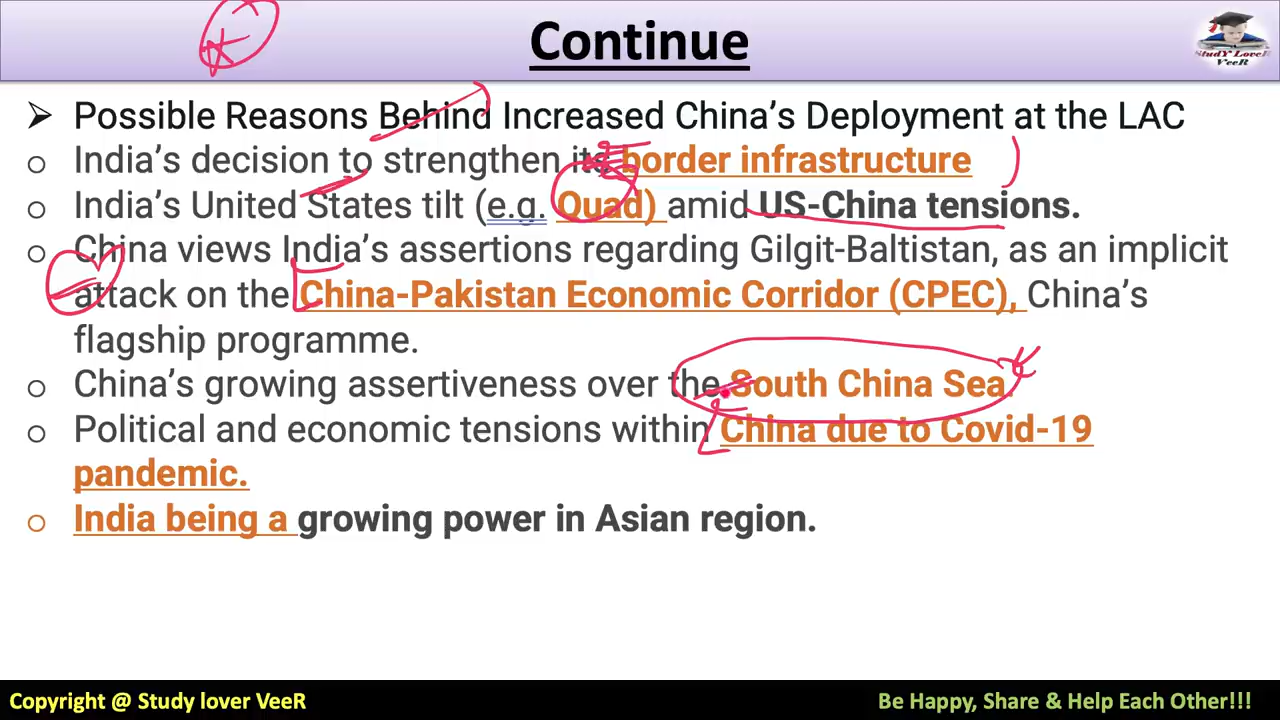 Continue
StudY LoveR
VeeR
➢ Possible Reasons Behind Increased China's Deployment at the LAC
o India's decision to strengthen its border infrastructure
o India's United States tilt (e.g. Quad) amid US-China tensions.
o China views India's assertions regarding Gilgit-Baltistan, as an implicit
attack on the China-Pakistan Economic Corridor (CPEC), China's
flagship programme.
o China's growing assertiveness over the South China Sea.
o Political and economic tensions within China due to Covid-19
pandemic.
o India being a growing power in Asian region.
Copyright @ Study lover VeeR
Be Happy, Share & Help Each Other!!!